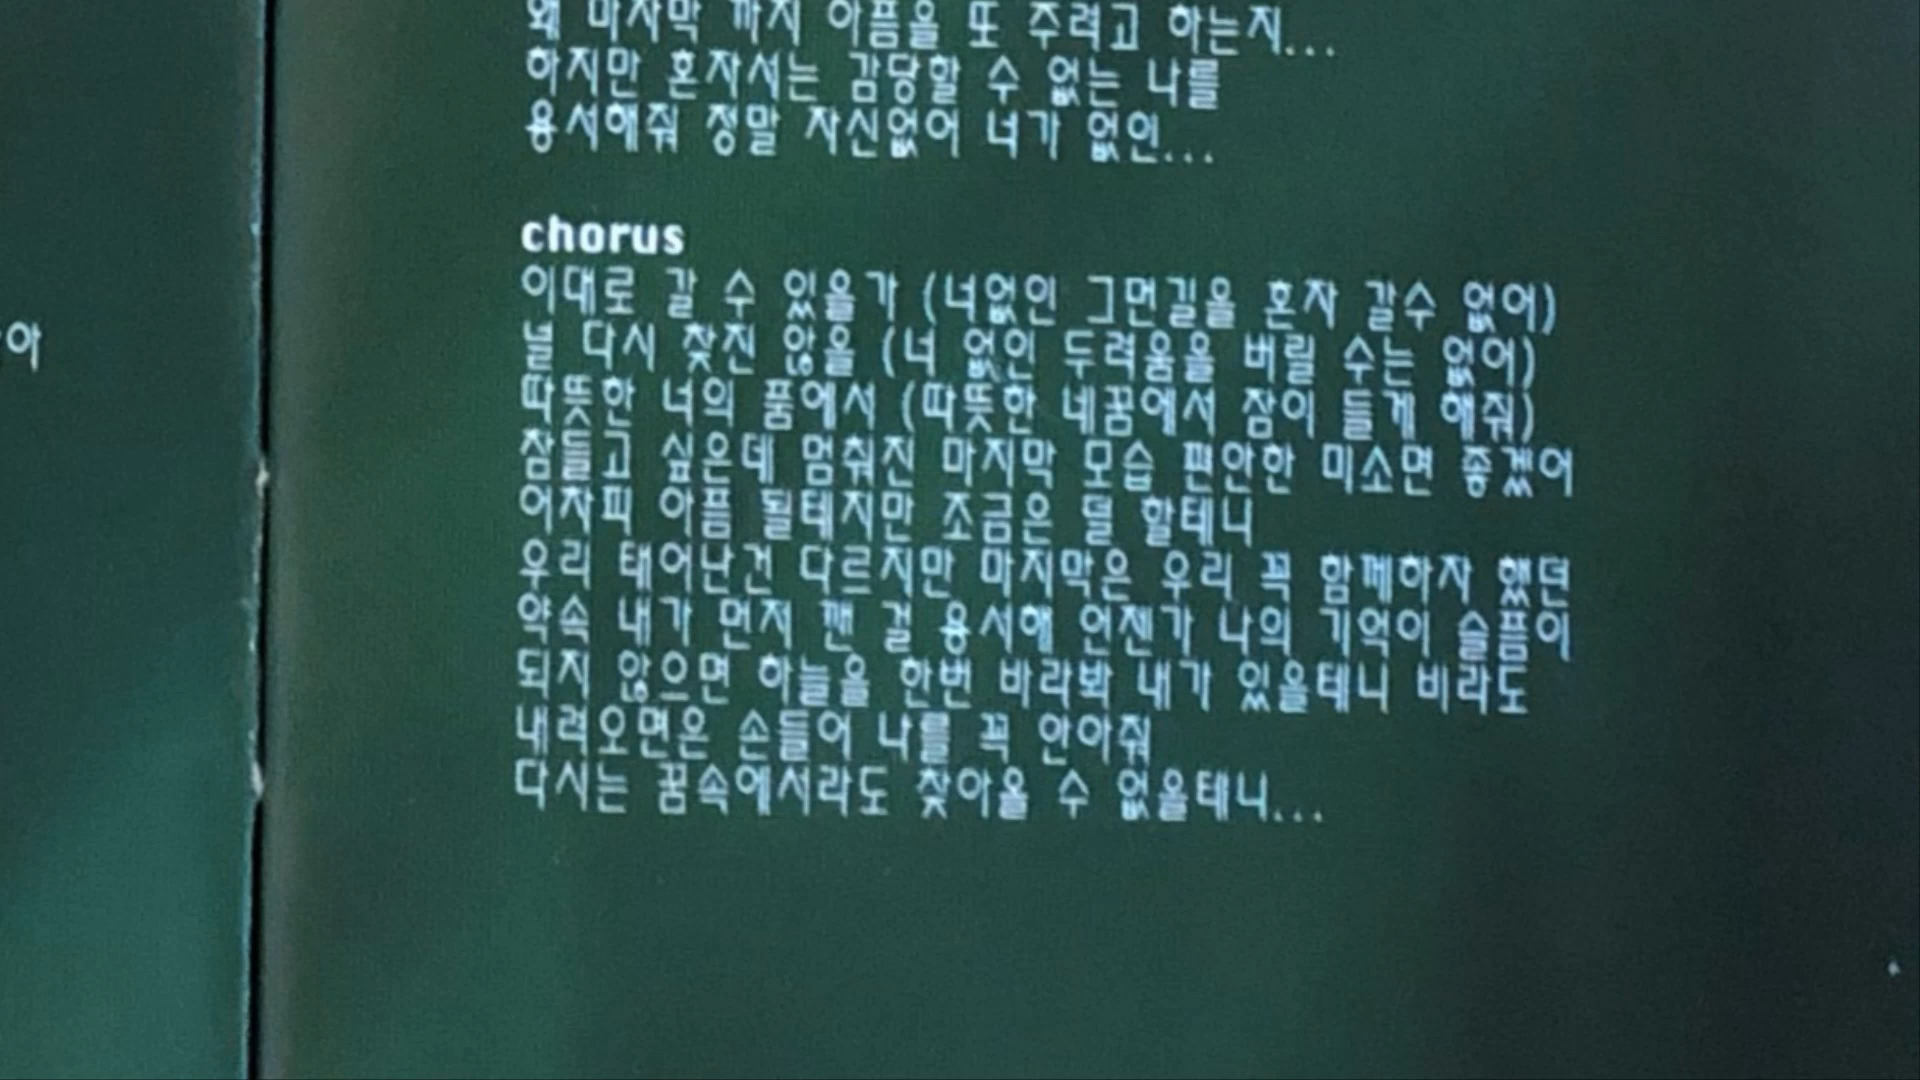 왜 마지막 까지 아픔을 또 주려고 하는지...
하지만 혼자서는 감당할 수 없는 나를
용서해줘 정말 자신없어 너가 없인...
chorus
이대로 갈 수 있을가 (너없인 그먼길을 혼자 갈수 없어)
널 다시 찾진 않을 (너 없인 두려움을 버릴 수는 없어)
따뜻한 너의 품에서 (따뜻한 네꿈에서 잠이 들게 해줘)
잠들고 싶은데 멈춰진 마지막 모습 편안한 미소면 좋겠어
어차피 아픔 될테지만 조금은 덜 할테니
우리 태어난건 다르지만 마지막은 우리 꼭 함께하자 했던
약속 내가 먼저 깬 걸 용서해 언젠가 나의 기억이 슬픔이
되지 않으면 하늘을 한번 바라봐 내가 있을테니 비라도
내려오면은 손들어 나를 꼭 안아줘
다시는 꿈속에서라도 찾아올 수 없을테니...
아